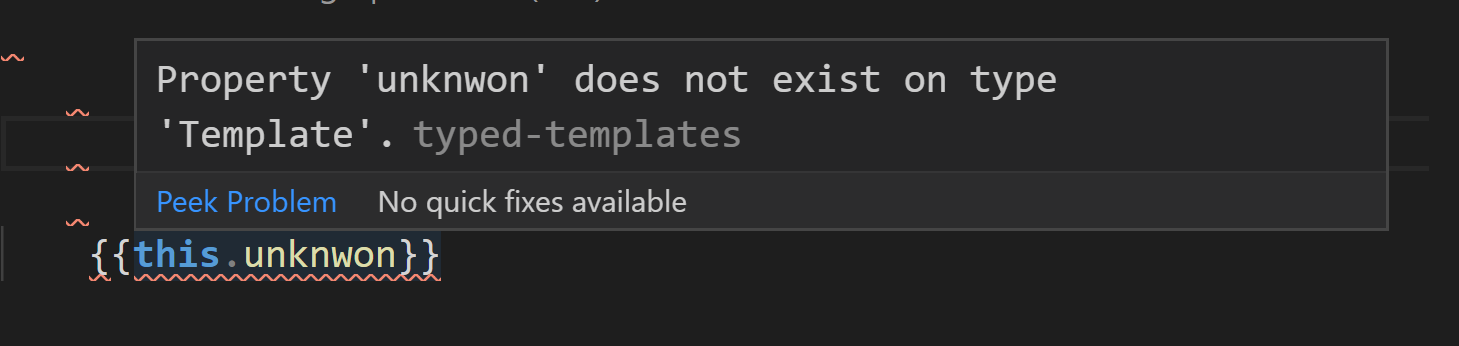 Property 'unknwon' does not exist on type
'Template'. typed-templates
Peek Problem No quick fixes available
{{this.unknwon}}